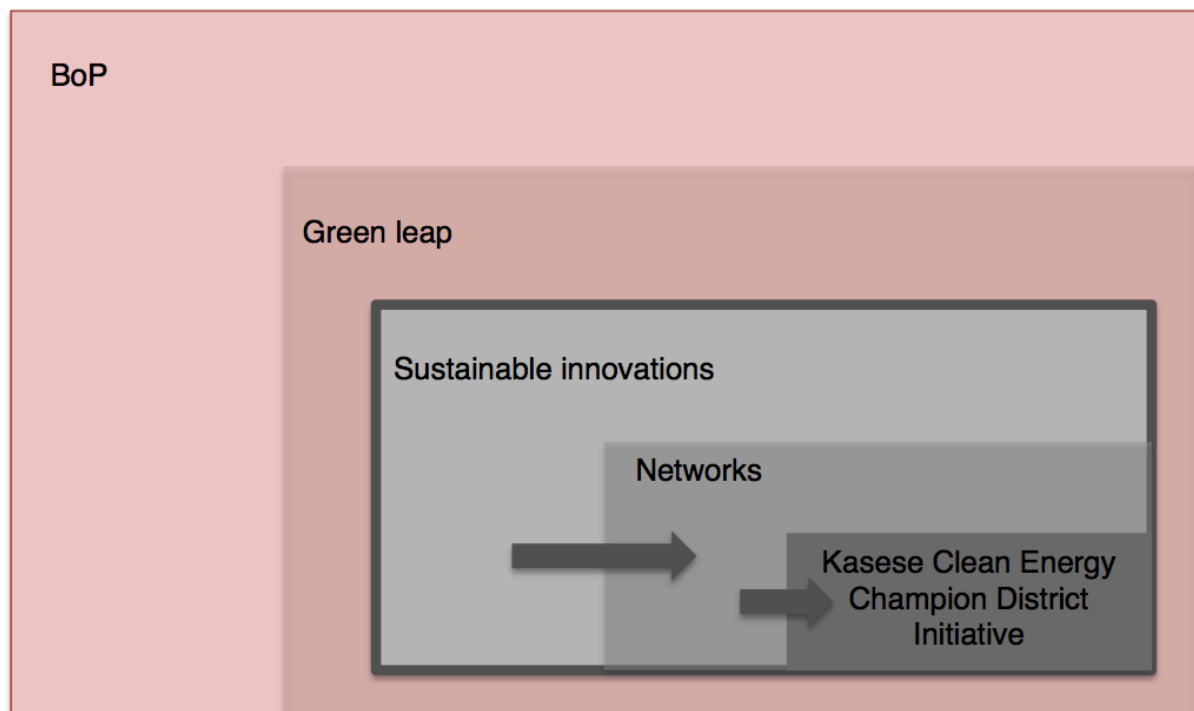 BoP
Green leap
Sustainable innovations
Networks
Kasese Clean Energy
Champion District
Initiative